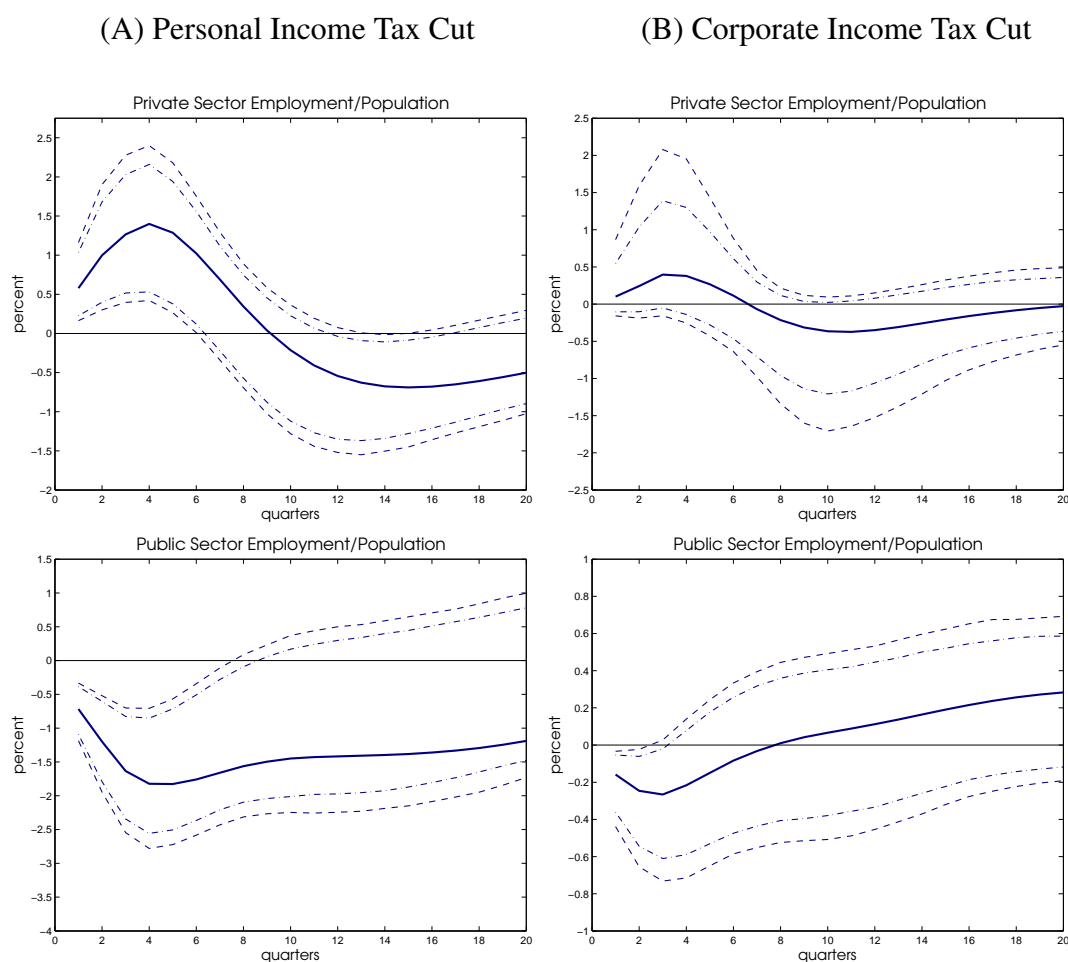 (A) Personal Income Tax Cut
(B) Corporate Income Tax Cut
Private Sector Employment/Population
2.5
2
1.5
1
0.5
0
−0.5
−1
−1.5
−2
percent
0 2 4 6 8 10 12 14 16 18 20
quarters
Private Sector Employment/Population
2.5
2
1.5
1
0.5
0
−0.5
−1
−1.5
−2
−2.5
percent
0 2 4 6 8 10 12 14 16 18 20
quarters
Public Sector Employment/Population
1.5
1
0.5
0
−0.5
−1
−1.5
−2
−2.5
−3
−3.5
−4
percent
0 2 4 6 8 10 12 14 16 18 20
quarters
Public Sector Employment/Population
1
0.8
0.6
0.4
0.2
0
−0.2
−0.4
−0.6
−0.8
−1
percent
0 2 4 6 8 10 12 14 16 18 20
quarters